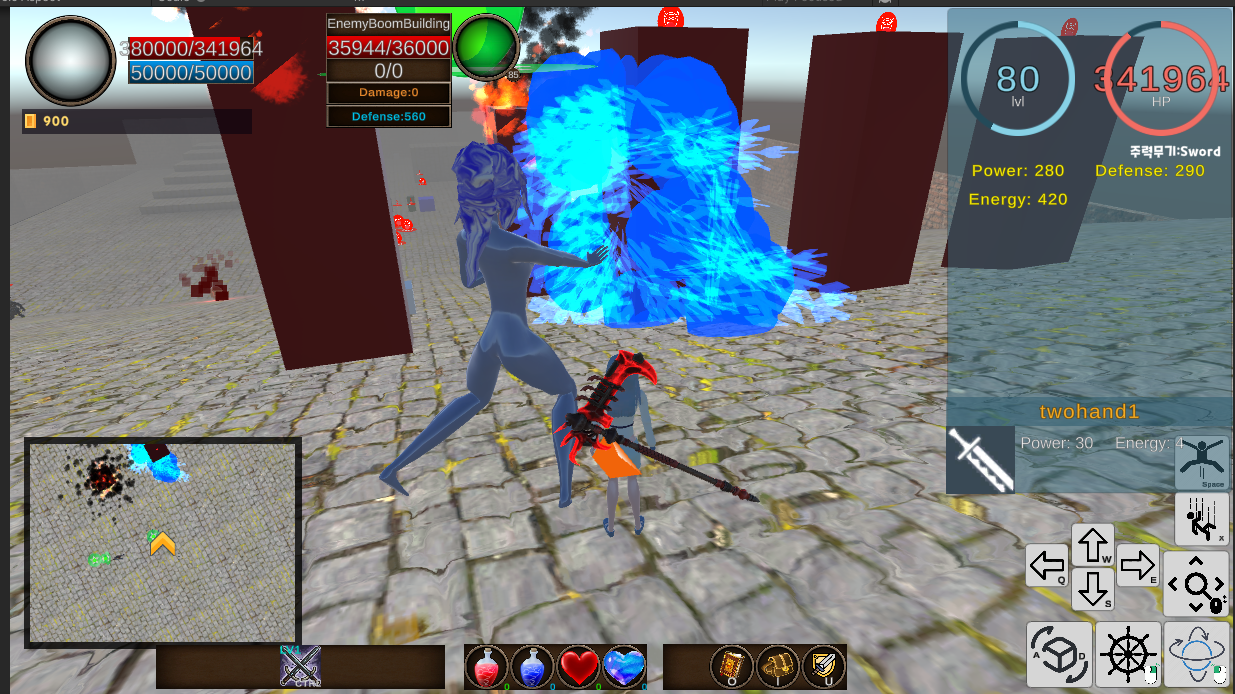 EnemyBoomBuilding
380000/341964
35944/36000
50000/50000
0/0
85
Damage:0
Defense:560
900
80
lvl
341964
HP
주력무기:Sword
Power: 280
Defense: 290
Energy: 420
twohand1
Power: 30
Energy: 4
Space
X
W
Q
E
S
A
D
LV1
CTRL
0
0
0
0
O
I
U